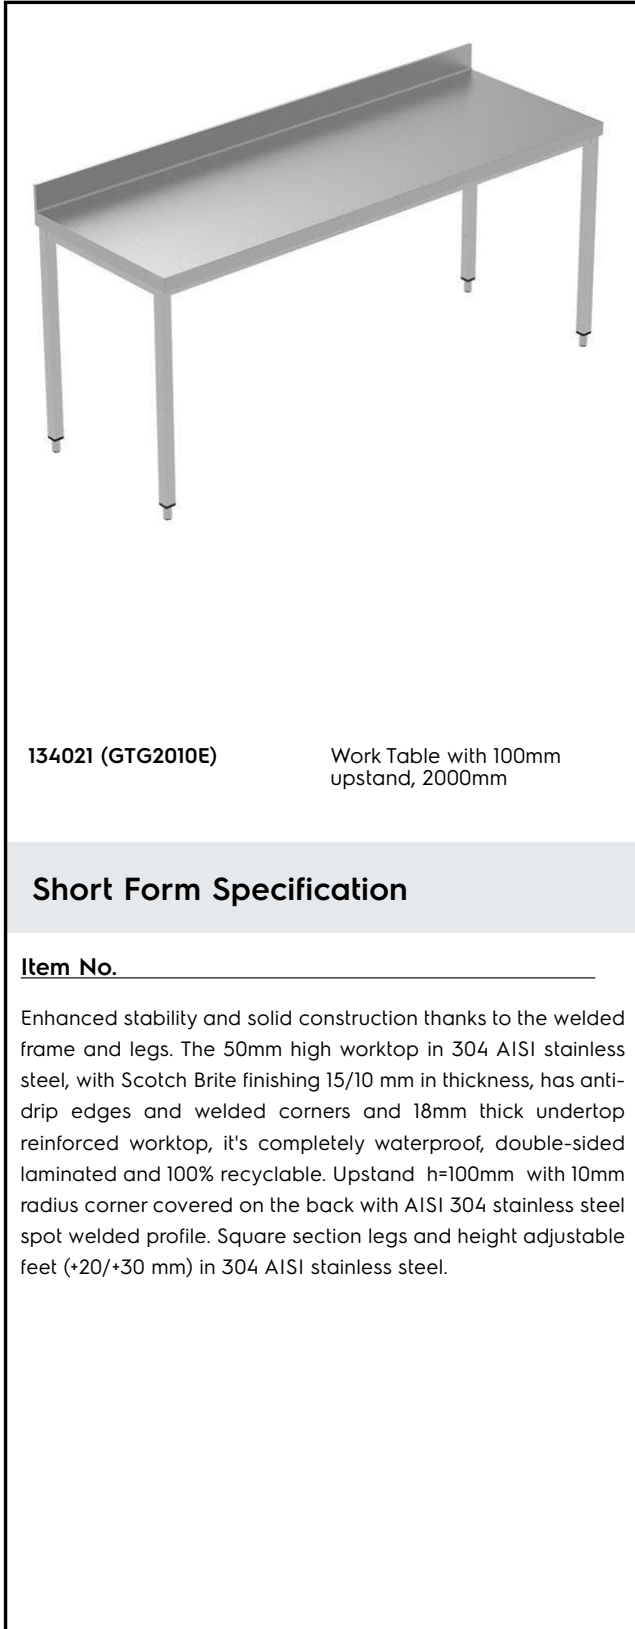 134021 (GTG2010E)
Work Table with 100mm
upstand, 2000mm
Short Form Specification
Item No.
Enhanced stability and solid construction thanks to the welded
frame and legs. The 50mm high worktop in 304 AISI stainless
steel, with Scotch Brite finishing 15/10 mm in thickness, has anti-
drip edges and welded corners and 18mm thick undertop
reinforced worktop, it's completely waterproof, double-sided
laminated and 100% recyclable. Upstand h=100mm with 10mm
radius corner covered on the back with AISI 304 stainless steel
spot welded profile. Square section legs and height adjustable
feet (+20/+30 mm) in 304 AISI stainless steel.